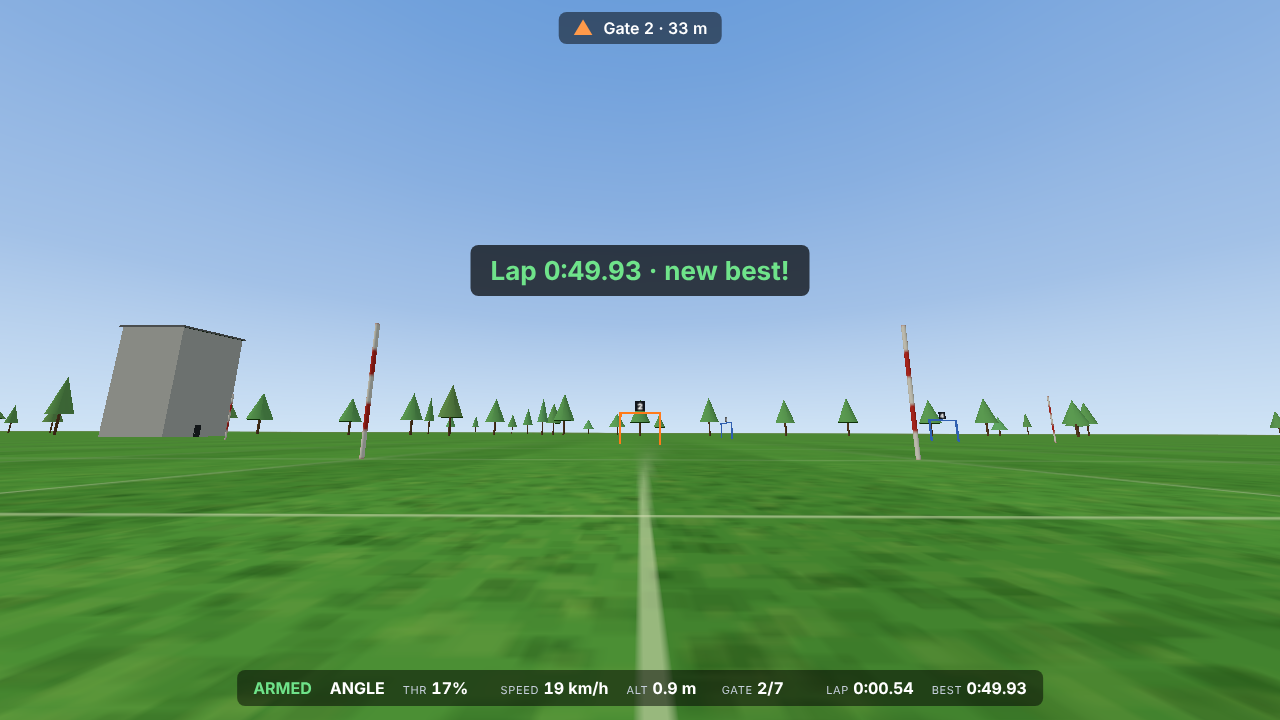 Gate 2 · 33 m
Lap 0:49.93 · new best!
2
ARMED ANGLE THR 17% SPEED 19 km/h ALT 0.9 m GATE 2/7 LAP 0:00.54 BEST 0:49.93